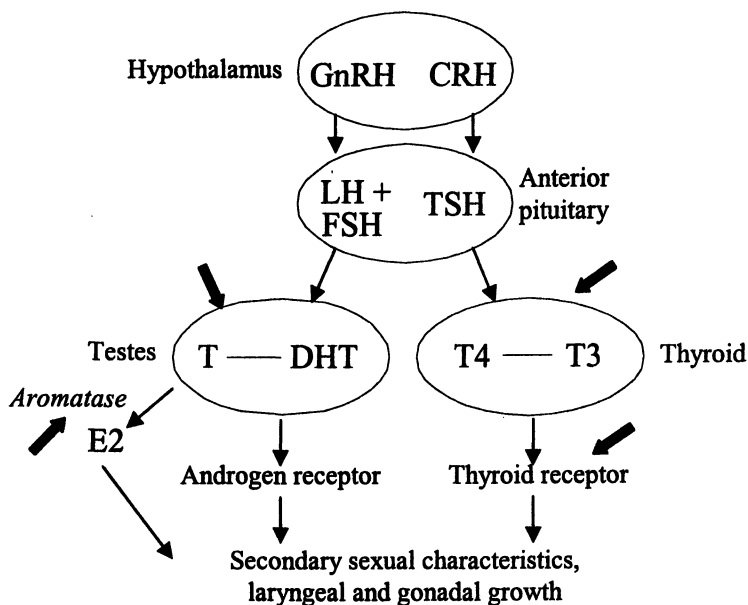 Hypothalamus
GnRH CRH
LH +
FSH
TSH
Anterior
pituitary
Testes
T DHT
T4 T3
Thyroid
Aromatase
E2
Androgen receptor
Thyroid receptor
Secondary sexual characteristics,
laryngeal and gonadal growth